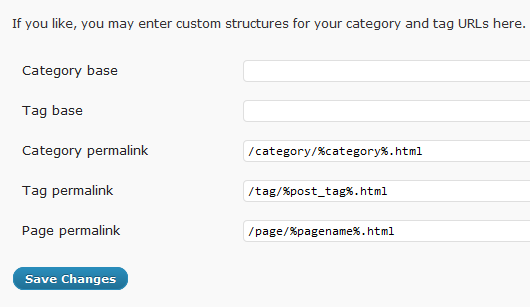 If you like, you may enter custom structures for your category and tag URLs here.
Category base
Tag base
Category permalink /category/%category%.html
Tag permalink /tag/%post_tag%.html
Page permalink /page/%pagename%.html
Save Changes